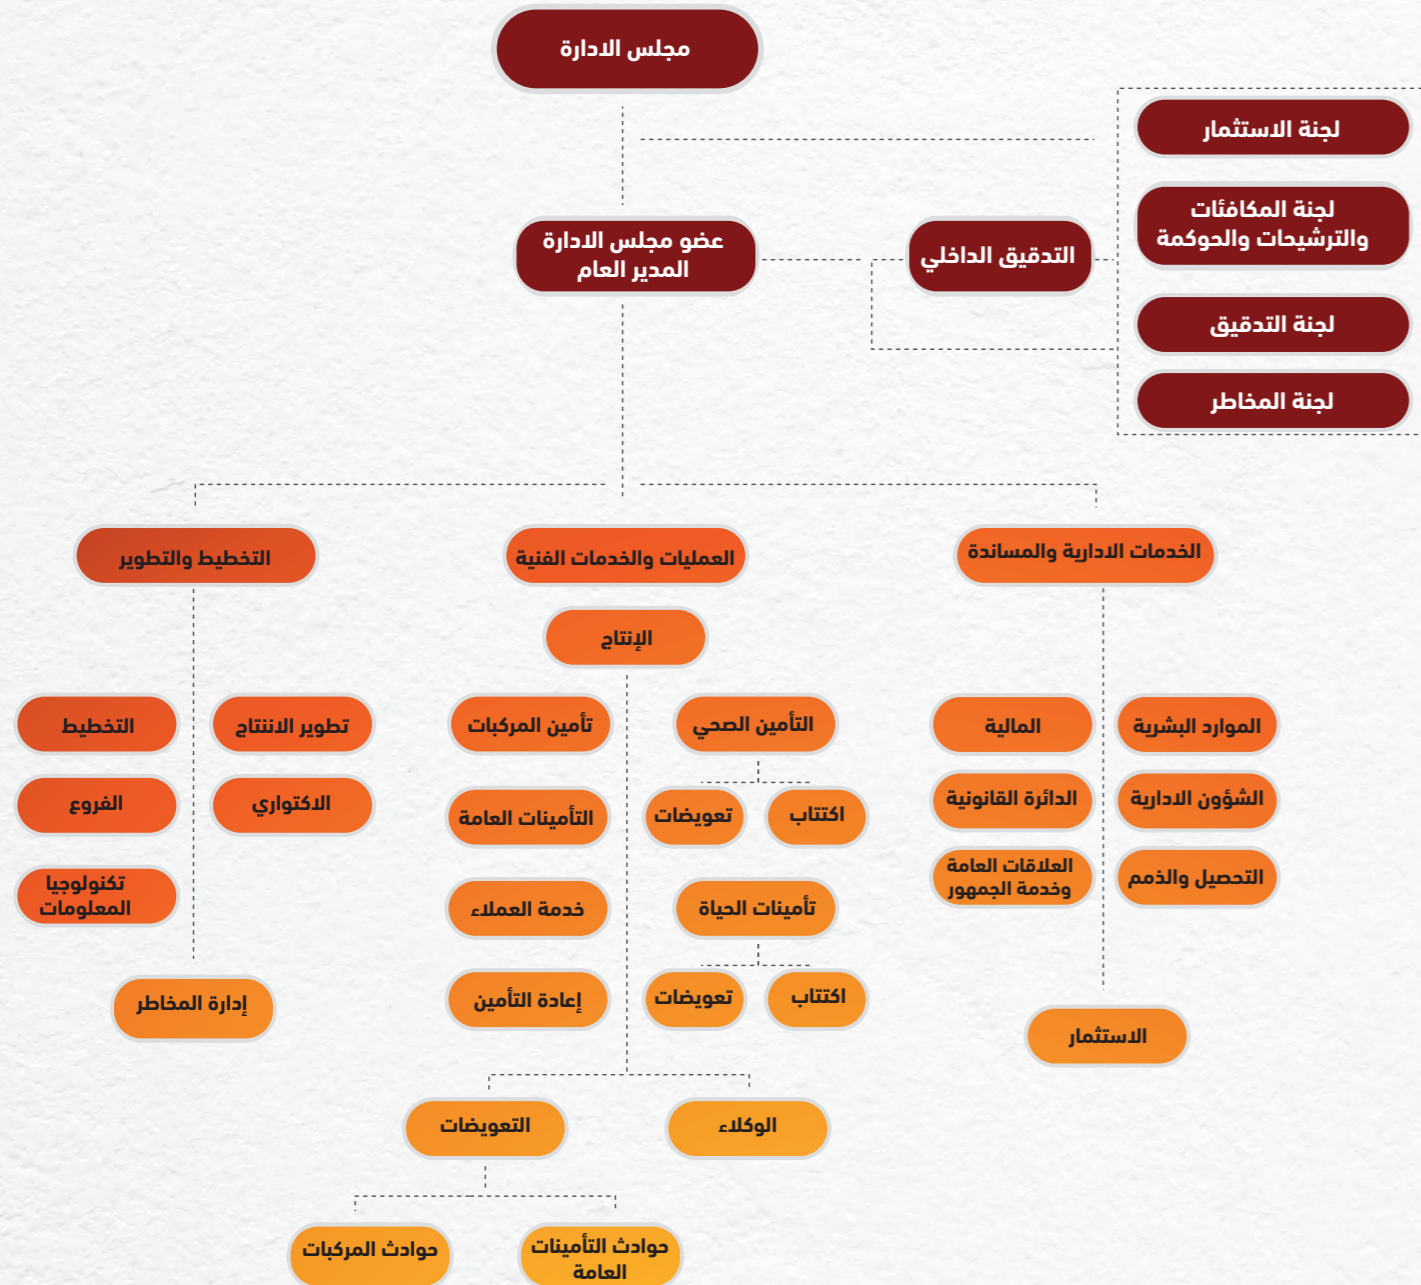 مجلس الادارة
لجنة الاستثمار
لجنة المكافئات
والترشيحات والحوكمة
عضو مجلس الادارة
المدير العام
التدقيق الداخلي
لجنة التدقيق
لجنة المخاطر
الخدمات الادارية والمساندة
العمليات والخدمات الفنية
التخطيط والتطوير
الإنتاج
الموارد البشرية
المالية
التأمين الصحي
تأمين المركبات
تطوير الاننتاج
التخطيط
الشؤون الادارية
الدائرة القانونية
اكتتاب
تعويضات
التأمينات العامة
الاكتواري
الفروع
التحصيل والذمم
العلاقات العامة
وخدمة الجمهور
تأمينات الحياة
خدمة العملاء
تكنولوجيا
المعلومات
اكتتاب
تعويضات
إعادة التأمين
إدارة المخاطر
الاستثمار
الوكلاء
التعويضات
حوادث التأمينات
العامة
حوادث المركبات